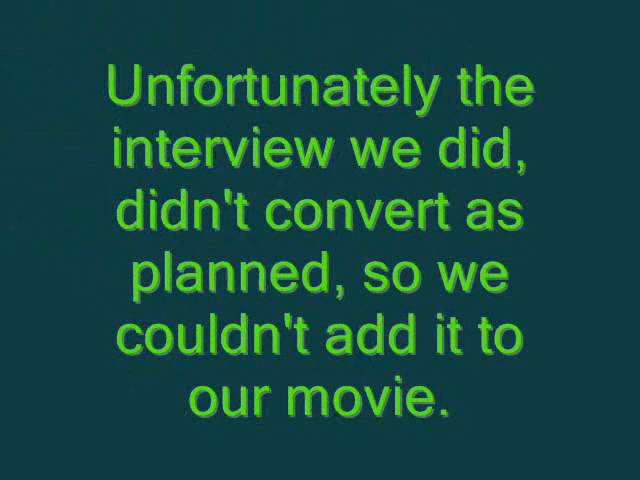 Unfortunately the
interview we did,
didn't convert as
planned, so we
couldn't add it to
our movie.